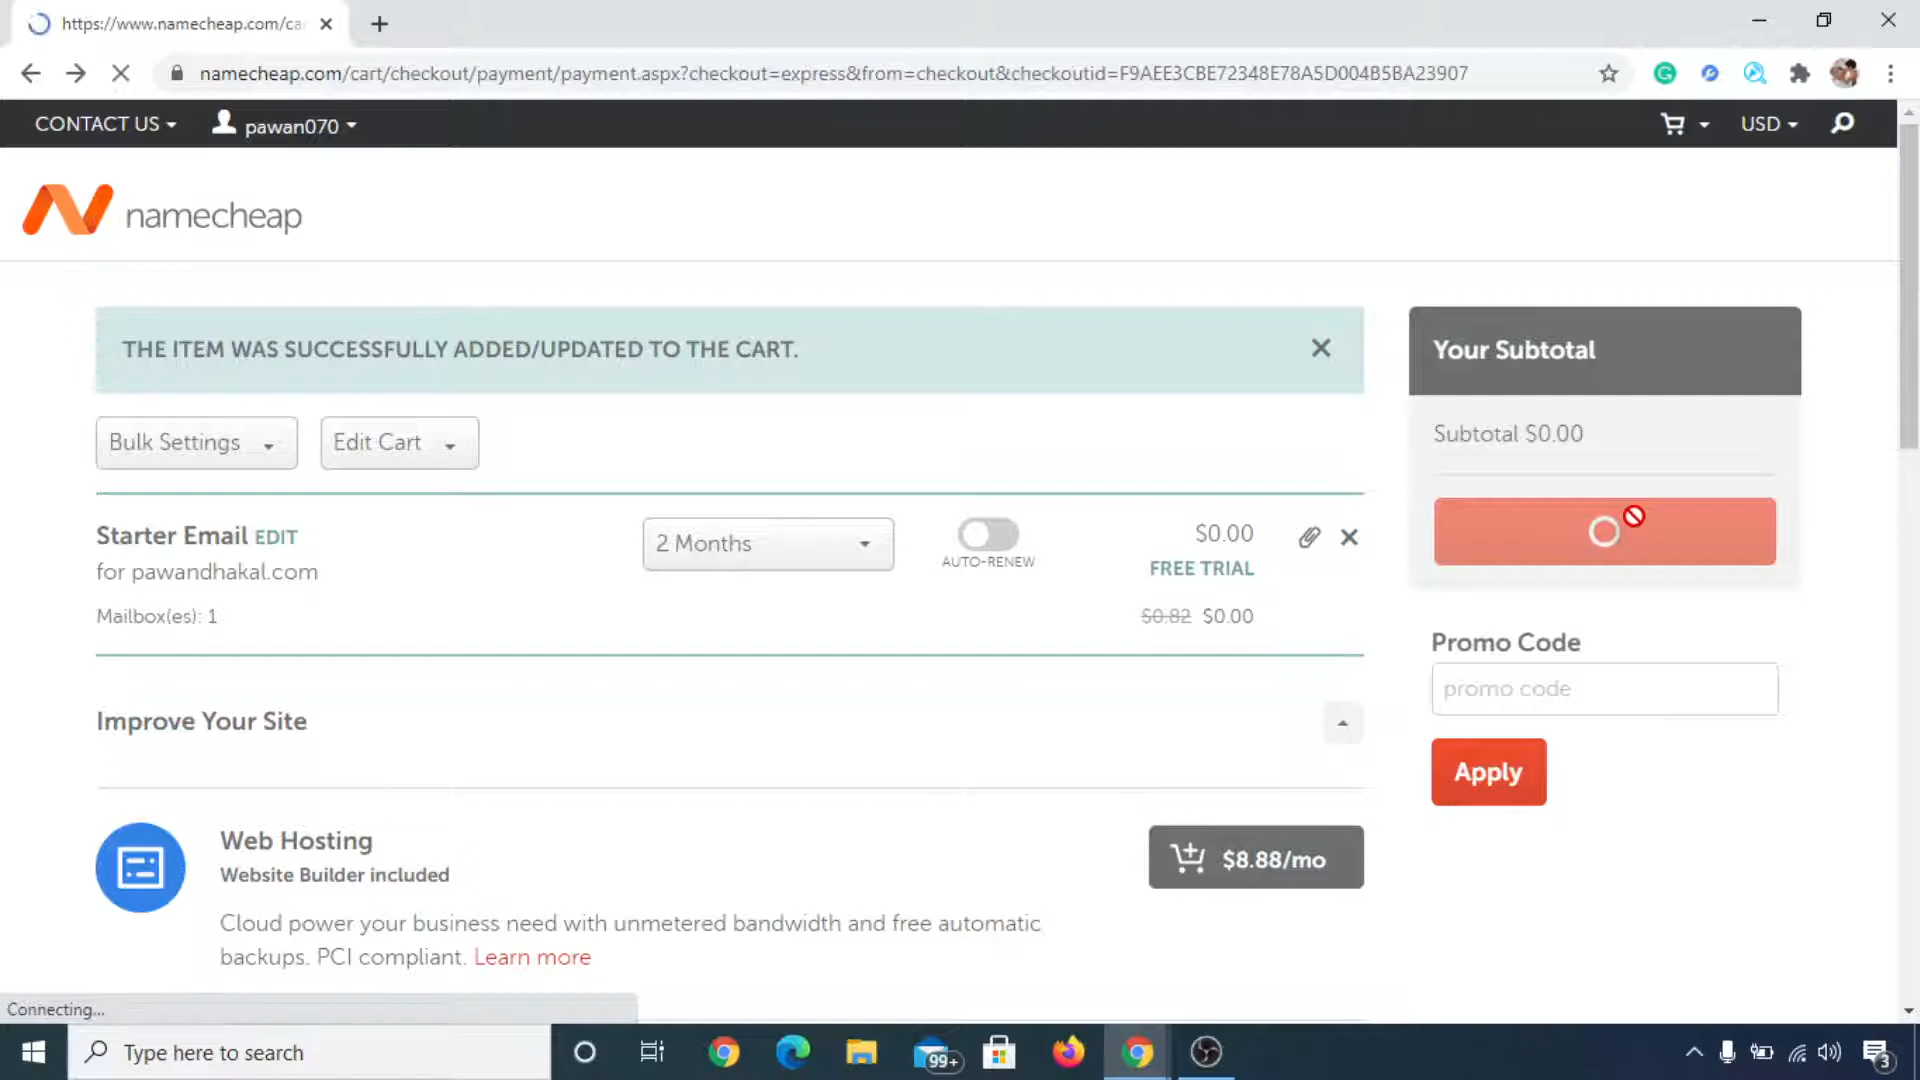 https://www.namecheap.com/ca
namecheap.com/cart/checkout/payment/payment.aspx?checkout=express&from=checkout&checkoutid=F9AEE3CBE72348E78A5D004B5BA23907
CONTACT US
pawan070
USD
namecheap
THE ITEM WAS SUCCESSFULLY ADDED/UPDATED TO THE CART.
Your Subtotal
Subtotal $0.00
Bulk Settings
Edit Cart
Starter Email EDIT
for pawandhakal.com
Mailbox(es): 1
2 Months
AUTO-RENEW
$0.00
FREE TRIAL
$0.82 $0.00
Promo Code
promo code
Apply
Improve Your Site
Web Hosting
Website Builder included
$8.88/mo
Cloud power your business need with unmetered bandwidth and free automatic
backups. PCI compliant. Learn more
Connecting...
Type here to search
99+
3